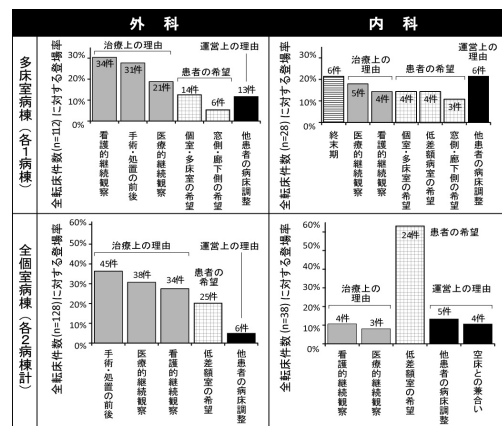 外科
内科
多床室病棟（各1病棟）
全転床件数(n=112)に対する登場率
30%
20%
10%
0%
治療上の理由
患者の希望
運営上の理由
34件
31件
21件
14件
6件
13件
看護的継続観察
手術・処置の前後
医療的継続観察
個室・多床室の希望
窓側・廊下側の希望
他患者の病床調整
全転床件数(n=28)に対する登場率
30%
20%
10%
0%
治療上の理由
患者の希望
運営上の理由
6件
5件
4件
4件
4件
3件
6件
終末期
医療的継続観察
看護的継続観察
個室・多床室の希望
低差額病室の希望
窓側・廊下側の希望
他患者の病床調整
全個室病棟（各2病棟計）
全転床件数(n=128)に対する登場率
60%
50%
40%
30%
20%
10%
0%
治療上の理由
患者の
希望
運営上の理由
45件
38件
34件
25件
6件
手術・処置の前後
医療的継続観察
看護的継続観察
低差額室の希望
他患者の病床調整
全転床件数(n=38)に対する登場率
60%
50%
40%
30%
20%
10%
0%
治療上の
理由
患者の希望
運営上の理由
4件
3件
24件
5件
4件
看護的継続観察
医療的継続観察
低差額室の希望
他患者の病床調整
空床との兼合い